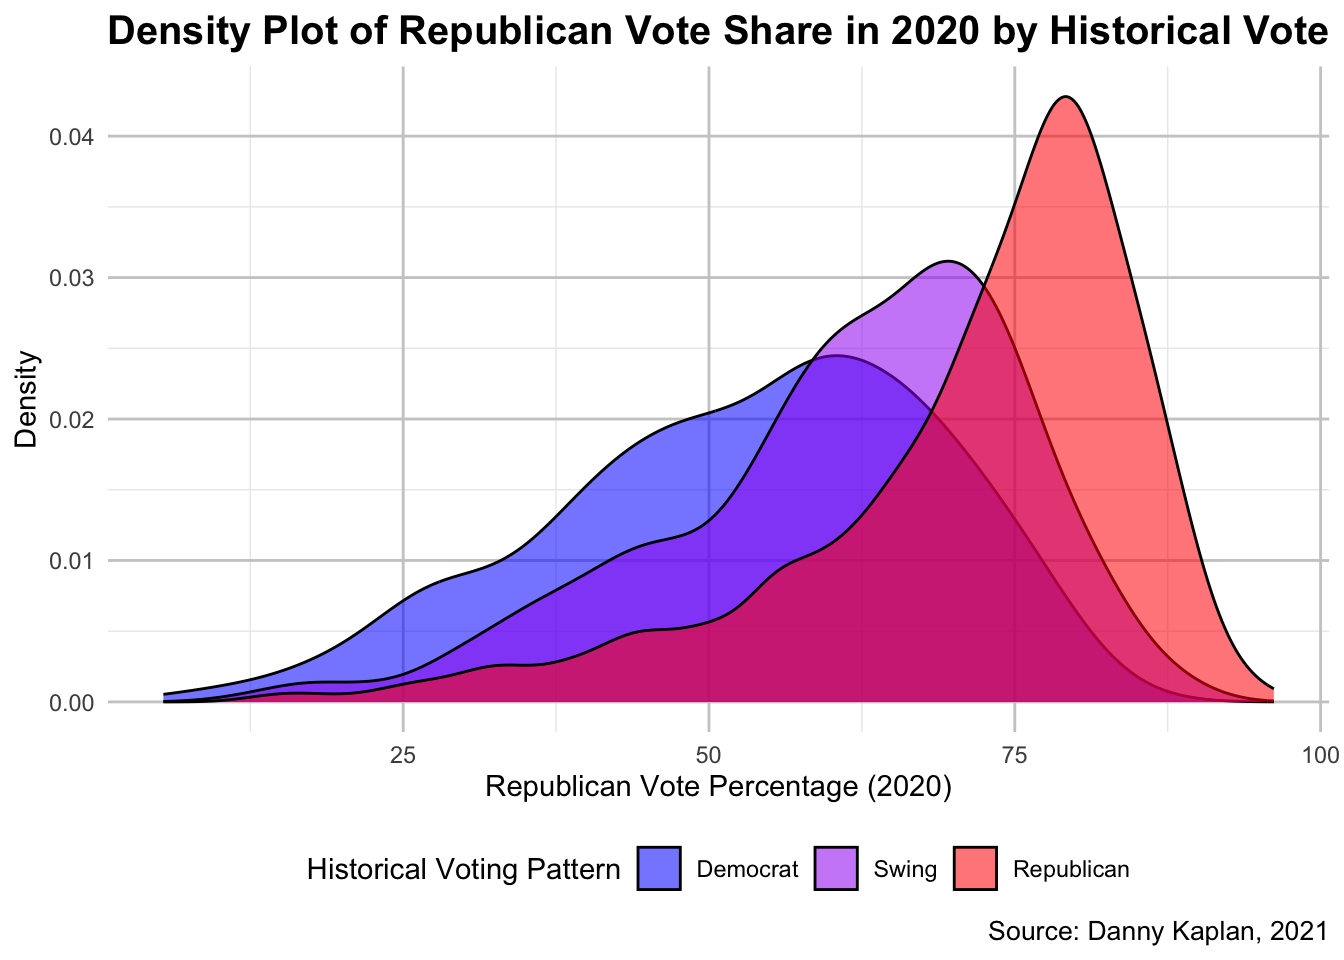 Density Plot of Republican Vote Share in 2020 by Historical Vote
0.04
0.03
0.02
0.01
0.00
Density
25 50 75 100
Republican Vote Percentage (2020)
Historical Voting Pattern Democrat Swing Republican
Source: Danny Kaplan, 2021